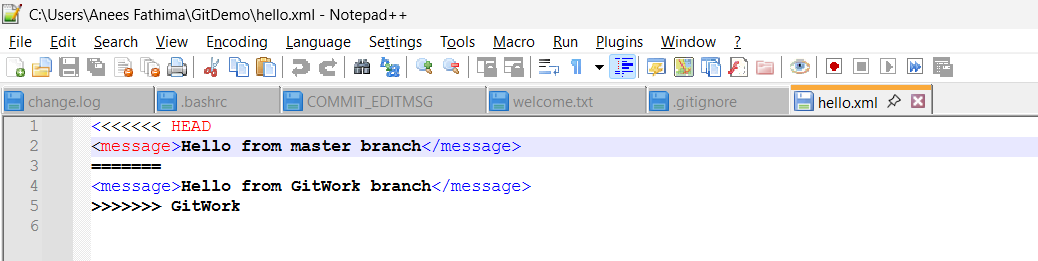 C:\Users\Anees Fathima\GitDemo\hello.xml - Notepad++
File Edit Search View Encoding Language Settings Tools Macro Run Plugins Window ?
change.log .bashrc COMMIT_EDITMSG welcome.txt .gitignore hello.xml
1 <<<<<<< HEAD
2 <message>Hello from master branch</message>
3 =======
4 <message>Hello from GitWork branch</message>
5 >>>>>>> GitWork
6